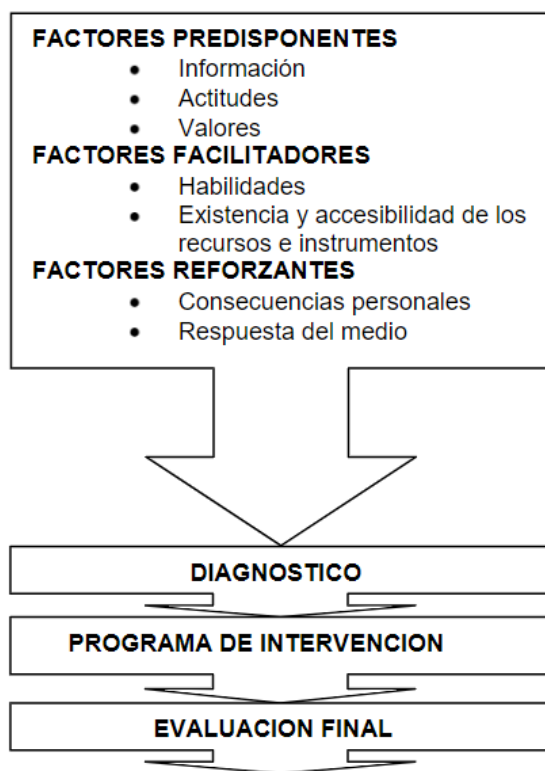 FACTORES PREDISPONENTES
• Información
• Actitudes
• Valores
FACTORES FACILITADORES
• Habilidades
• Existencia y accesibilidad de los
recursos e instrumentos
FACTORES REFORZANTES
• Consecuencias personales
• Respuesta del medio
DIAGNOSTICO
PROGRAMA DE INTERVENCION
EVALUACION FINAL